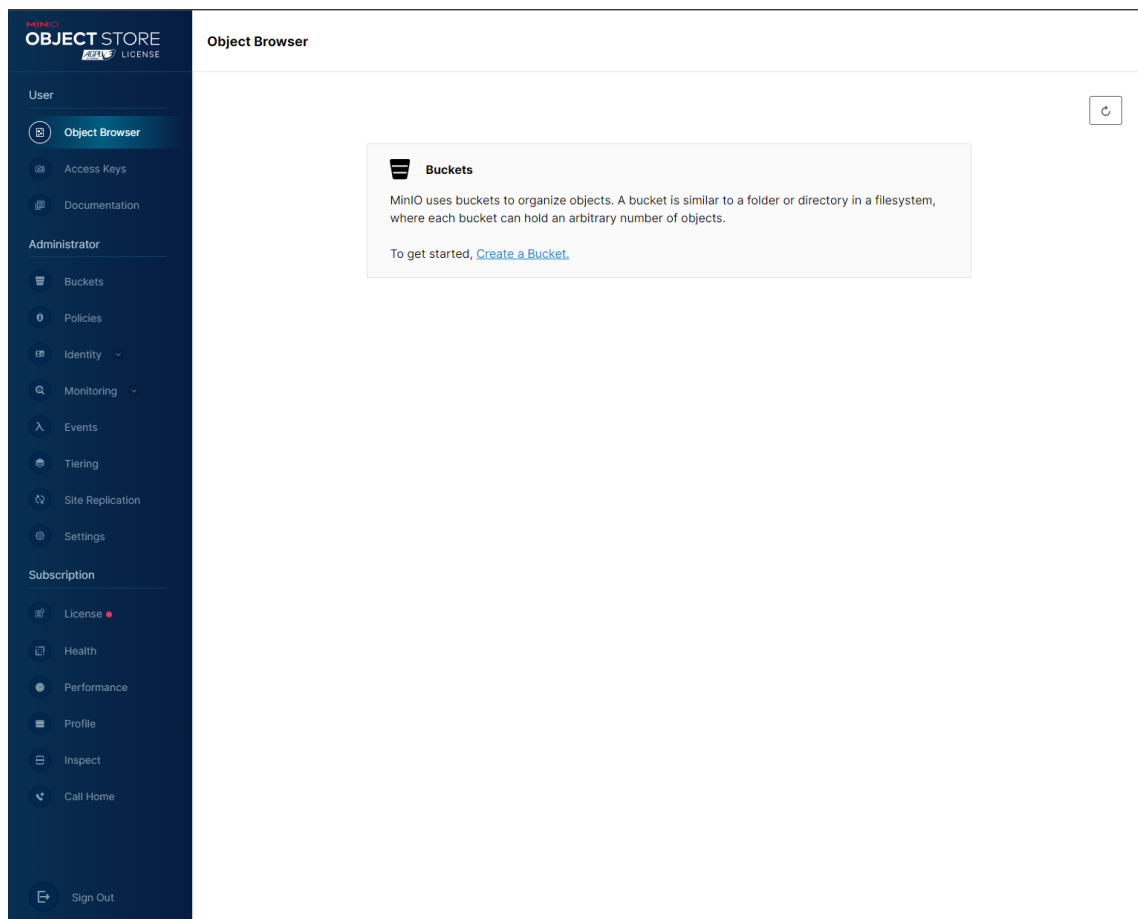 MINIO
OBJECT STORE
AGPLV3 LICENSE
Object Browser
User
Object Browser
Access Keys
Documentation
Administrator
Buckets
Policies
Identity
Monitoring
Events
Tiering
Site Replication
Settings
Subscription
License
Health
Performance
Profile
Inspect
Call Home
Sign Out
Buckets
MinIO uses buckets to organize objects. A bucket is similar to a folder or directory in a filesystem,
where each bucket can hold an arbitrary number of objects.
To get started, Create a Bucket.